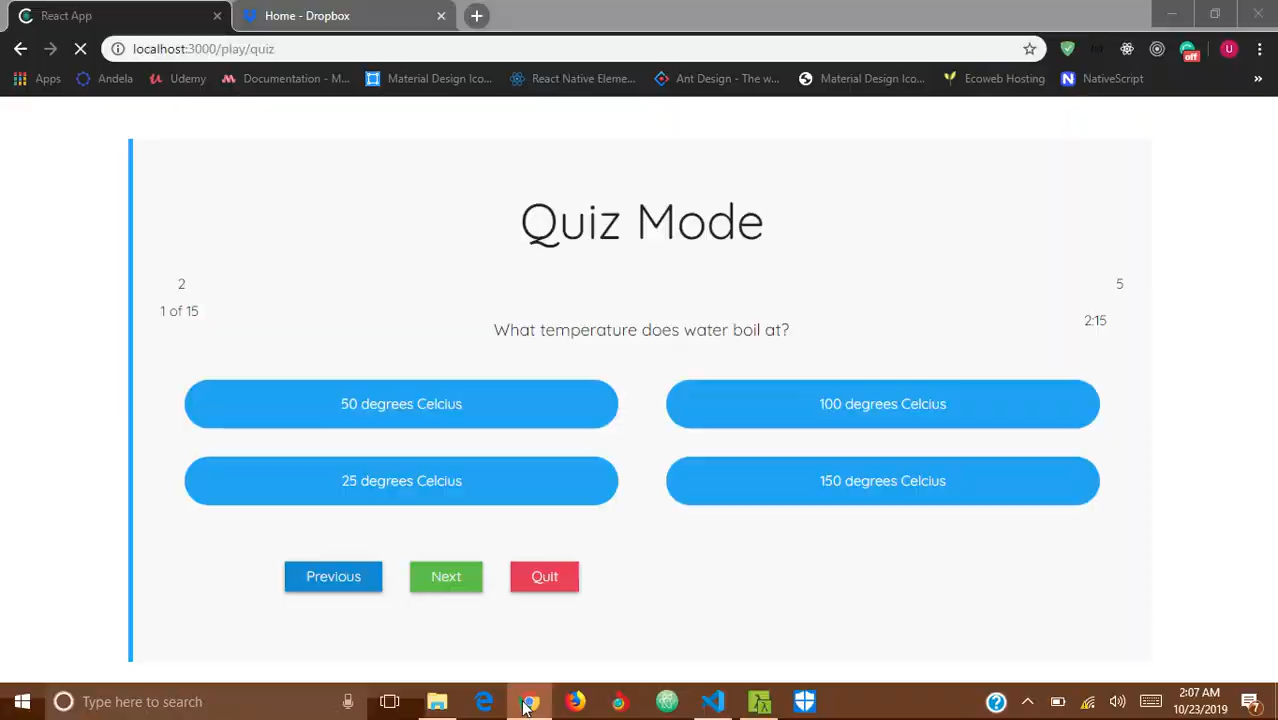 React App
Home - Dropbox
localhost:3000/play/quiz
off
U
Apps
Andela
Udemy
Documentation - M...
Material Design Ico...
React Native Eleme...
Ant Design - The w...
Material Design Ico...
Ecoweb Hosting
NativeScript
»
Quiz Mode
2
5
1 of 15
2:15
What temperature does water boil at?
50 degrees Celcius
100 degrees Celcius
25 degrees Celcius
150 degrees Celcius
Previous
Next
Quit
Type here to search
2:07 AM
10/23/2019
7